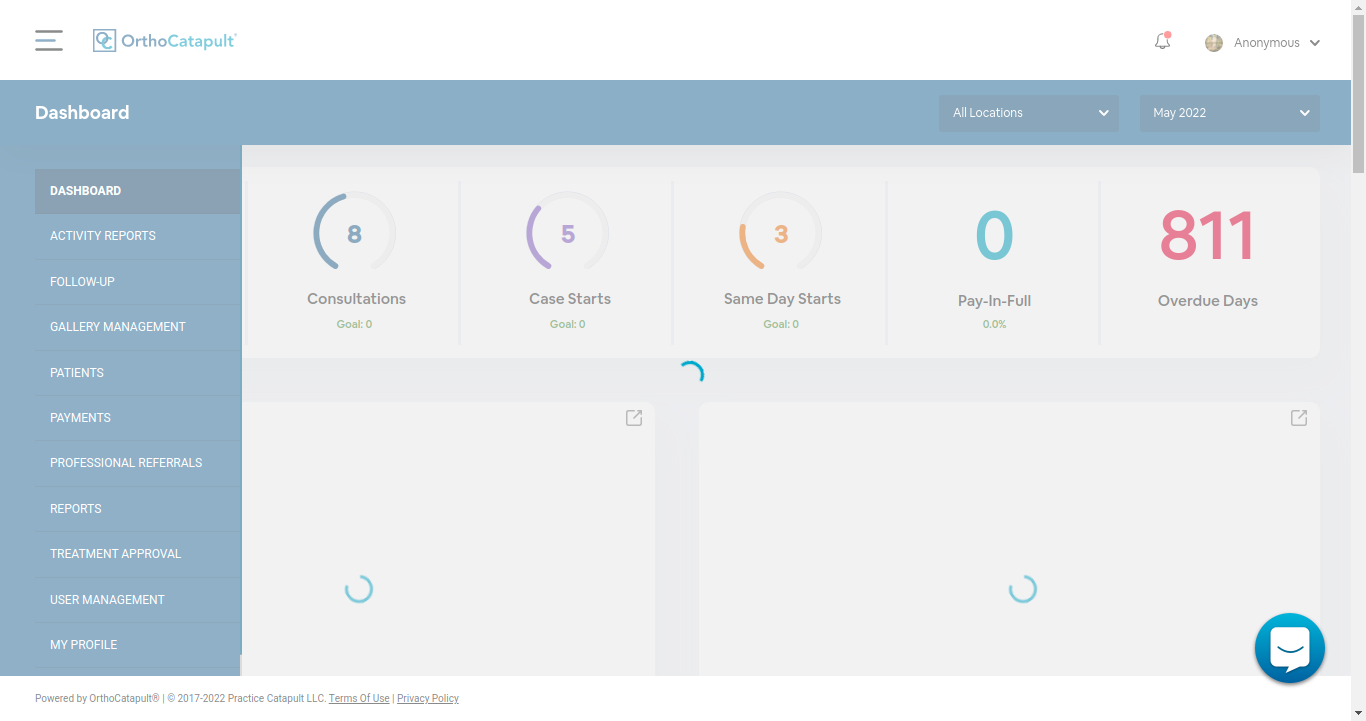 OrthoCatapult
Anonymous
Dashboard
All Locations
May 2022
DASHBOARD
ACTIVITY REPORTS
FOLLOW-UP
GALLERY MANAGEMENT
PATIENTS
PAYMENTS
PROFESSIONAL REFERRALS
REPORTS
TREATMENT APPROVAL
USER MANAGEMENT
MY PROFILE
8
Consultations
Goal: 0
5
Case Starts
Goal: 0
3
Same Day Starts
Goal: 0
0
Pay-In-Full
0.0%
811
Overdue Days
Powered by OrthoCatapult® | © 2017-2022 Practice Catapult LLC. Terms Of Use | Privacy Policy